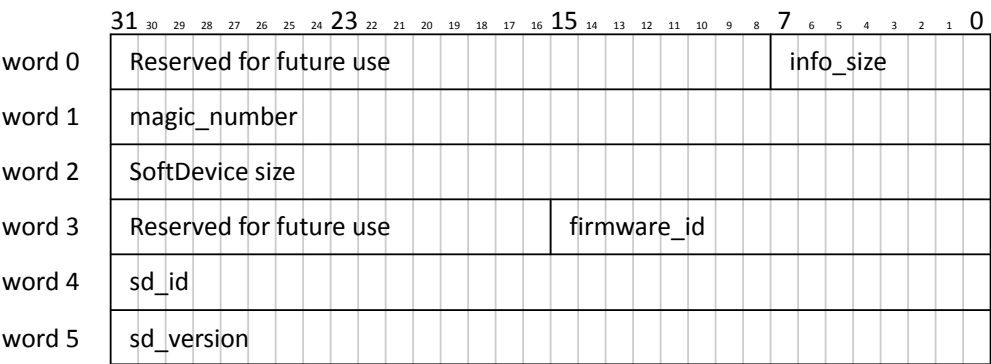 31 30 29 28 27 26 25 24 23 22 21 20 19 18 17 16 15 14 13 12 11 10 9 8 7 6 5 4 3 2 1 0
word 0 Reserved for future use info_size
word 1 magic_number
word 2 SoftDevice size
word 3 Reserved for future use firmware_id
word 4 sd_id
word 5 sd_version